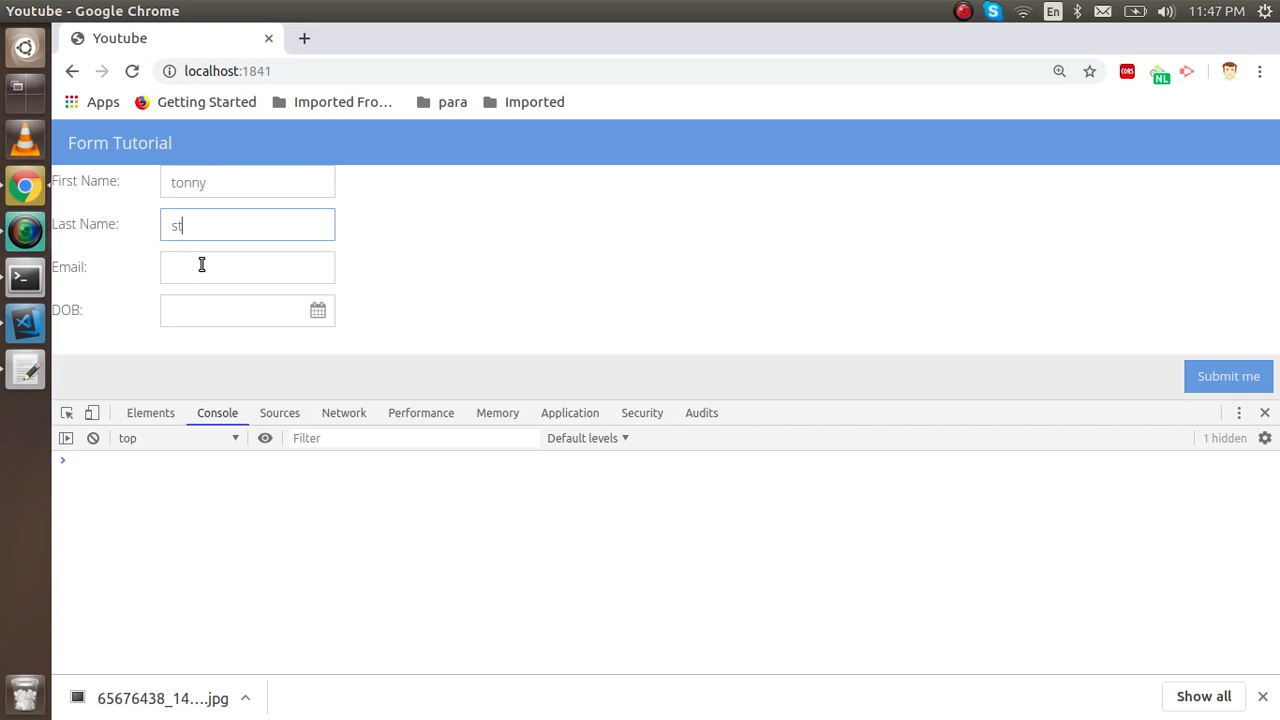 Youtube - Google Chrome
En
11:47 PM
Youtube
localhost:1841
CORS
NL
Apps
Getting Started
Imported Fro...
para
Imported
Form Tutorial
First Name:
tonny
Last Name:
st
Email:
DOB:
Submit me
Elements
Console
Sources
Network
Performance
Memory
Application
Security
Audits
top
Filter
Default levels
1 hidden
65676438_14....jpg
Show all